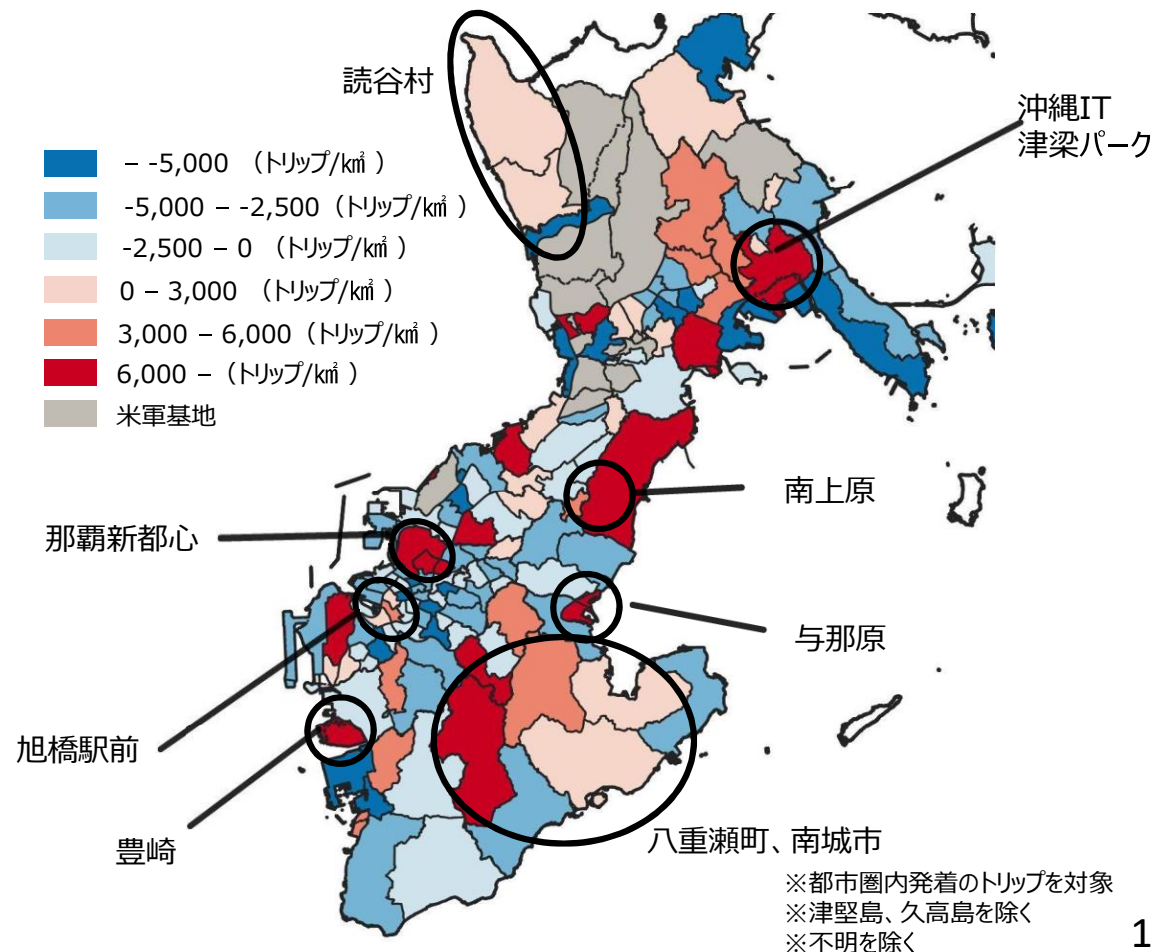 読谷村
沖縄IT
津梁パーク
– -5,000 （トリップ/㎢ ）
-5,000 – -2,500（トリップ/㎢ ）
-2,500 – 0 （トリップ/㎢ ）
0 – 3,000 （トリップ/㎢ ）
3,000 – 6,000（トリップ/㎢ ）
6,000 – （トリップ/㎢ ）
米軍基地
南上原
那覇新都心
与那原
旭橋駅前
豊崎
八重瀬町、南城市
※都市圏内発着のトリップを対象
※津堅島、久高島を除く
※不明を除く
1